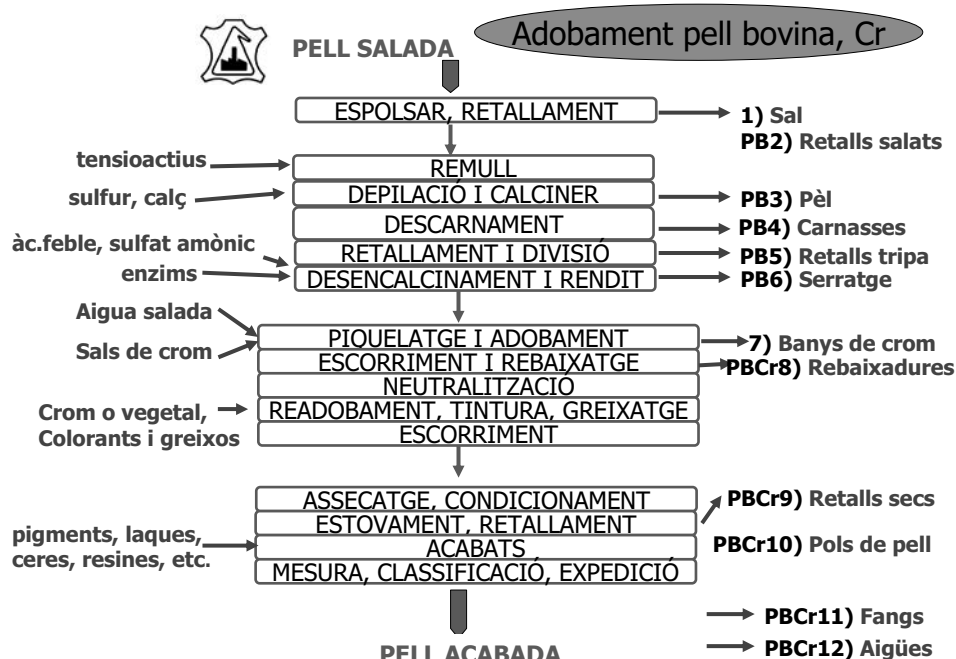 Adobament pell bovina, Cr
PELL SALADA
ESPOLSAR, RETALLAMENT
1) Sal
PB2) Retalls salats
tensioactius
REMULL
sulfur, calç
DEPILACIÓ I CALCINER
PB3) Pèl
DESCARNAMENT
PB4) Carnasses
àc.feble, sulfat amònic
RETALLAMENT I DIVISIÓ
PB5) Retalls tripa
enzims
DESENCALCINAMENT I RENDIT
PB6) Serratge
Aigua salada
PIQUELATGE I ADOBAMENT
7) Banys de crom
Sals de crom
ESCORRIMENT I REBAIXATGE
PBCr8) Rebaixadures
NEUTRALITZACIÓ
Crom o vegetal,
Colorants i greixos
READOBAMENT, TINTURA, GREIXATGE
ESCORRIMENT
ASSECATGE, CONDICIONAMENT
PBCr9) Retalls secs
ESTOVAMENT, RETALLAMENT
pigments, laques,
ceres, resines, etc.
ACABATS
PBCr10) Pols de pell
MESURA, CLASSIFICACIÓ, EXPEDICIÓ
PBCr11) Fangs
PBCr12) Aigües
PELL ACABADA